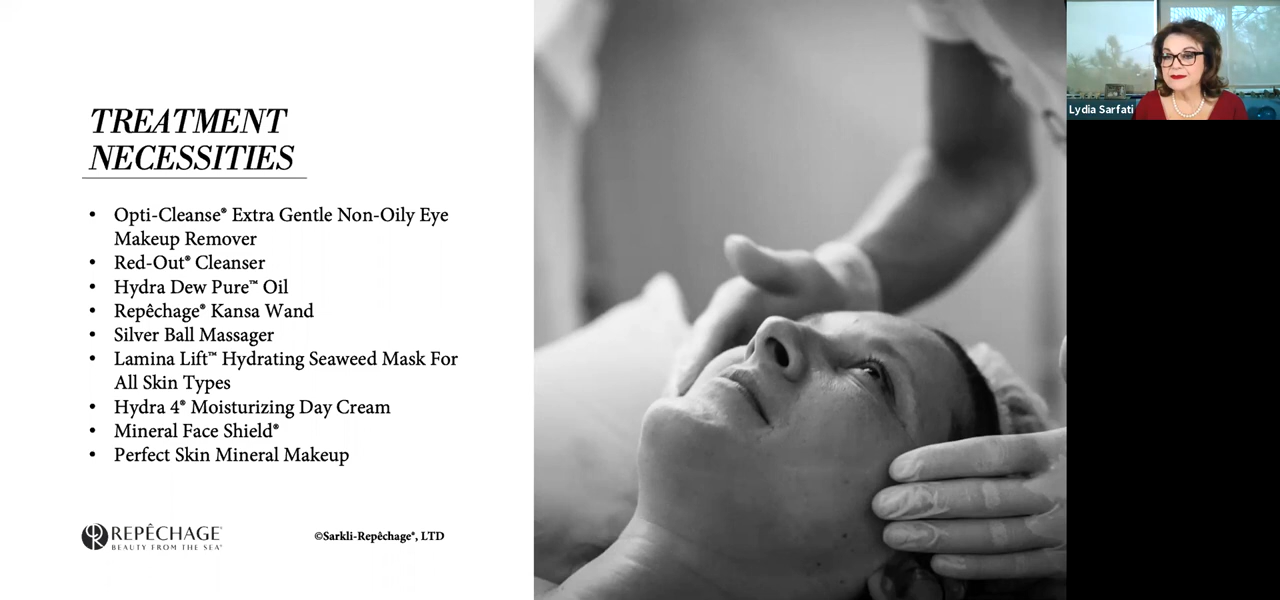 TREATMENT
NECESSITIES
• Opti-Cleanse® Extra Gentle Non-Oily Eye
Makeup Remover
• Red-Out® Cleanser
• Hydra Dew Pure™ Oil
• Repêchage® Kansa Wand
• Silver Ball Massager
• Lamina Lift™ Hydrating Seaweed Mask For
All Skin Types
• Hydra 4® Moisturizing Day Cream
• Mineral Face Shield®
• Perfect Skin Mineral Makeup
REPÊCHAGE®
BEAUTY FROM THE SEA®
©Sarkli-Repêchage®, LTD
Lydia Sarfati